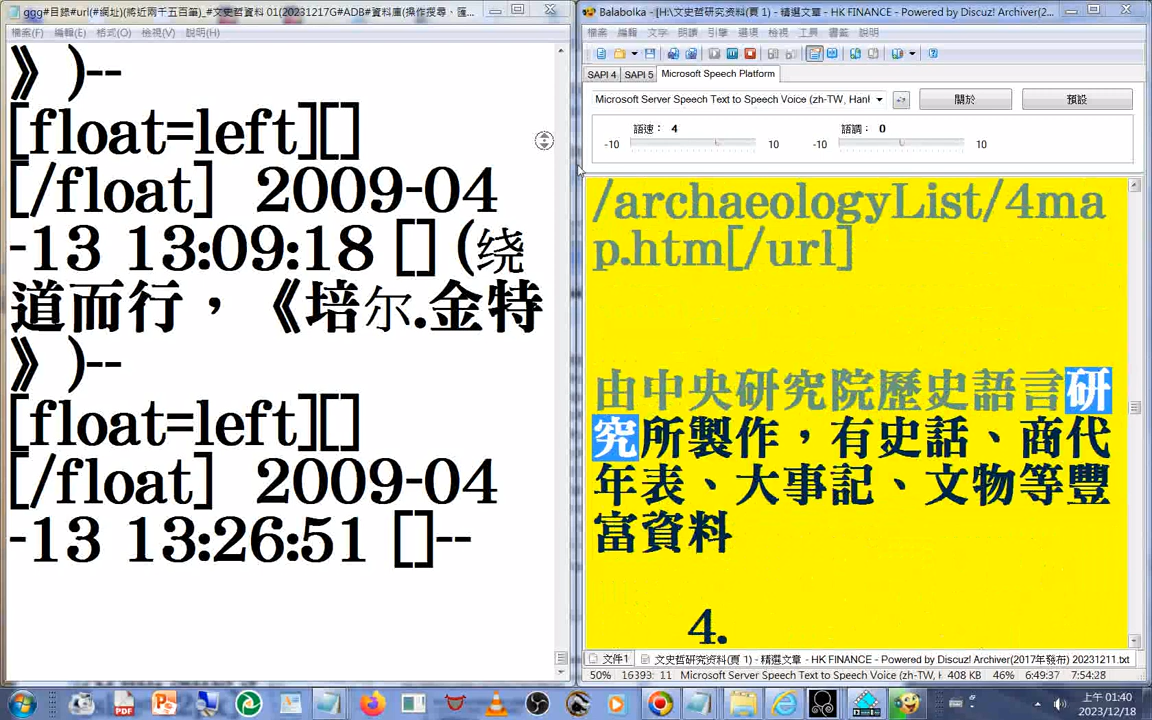 ggg#目錄#url(#網址)(將近兩千五百筆)_#文史哲資料 01(20231217G#ADB#資料庫(操作搜尋、匯...
檔案(F) 編輯(E) 格式(O) 檢視(V) 說明(H)
》 )--
[float=left][]
[/float] 2009-04
-13 13:09:18 [] (绕
道而行，《培尔.金特
》 )--
[float=left][]
[/float] 2009-04
-13 13:26:51 []--
Balabolka - [H:\文史哲研究资料(頁 1) - 精選文章 - HK FINANCE - Powered by Discuz! Archiver(2...
檔案 編輯 文字 朗讀 引擎 選項 檢視 工具 書籤 說明
SAPI 4 SAPI 5 Microsoft Speech Platform
Microsoft Server Speech Text to Speech Voice (zh-TW, Hanl 關於 預設
語速： 4 語調： 0
-10 10 -10 10
/archaeologyList/4ma
p.htm[/url]
由中央研究院歷史語言研
究所製作，有史話、商代
年表、大事記、文物等豐
富資料
4.
文件1 文史哲研究资料(頁 1) - 精選文章 - HK FINANCE - Powered by Discuz! Archiver(2017年發布) 20231211.txt
50% 16393: 11 Microsoft Server Speech Text to Speech Voice (zh-TW, H 408 KB 46% 6:49:37 7:54:28
上午 01:40
2023/12/18